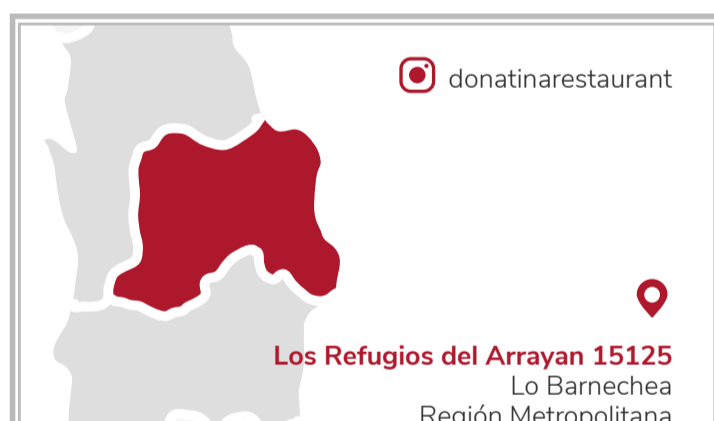 donatinarestaurant
Los Refugios del Arrayan 15125
Lo Barnechea
Región Metropolitana